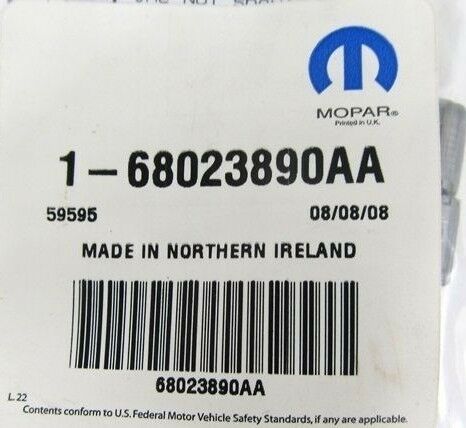 MOPAR®
Printed in U.K.
1-68023890AA
59595 08/08/08
MADE IN NORTHERN IRELAND
68023890AA
L.22
Contents conform to U.S. Federal Motor Vehicle Safety Standards, if any are applicable.